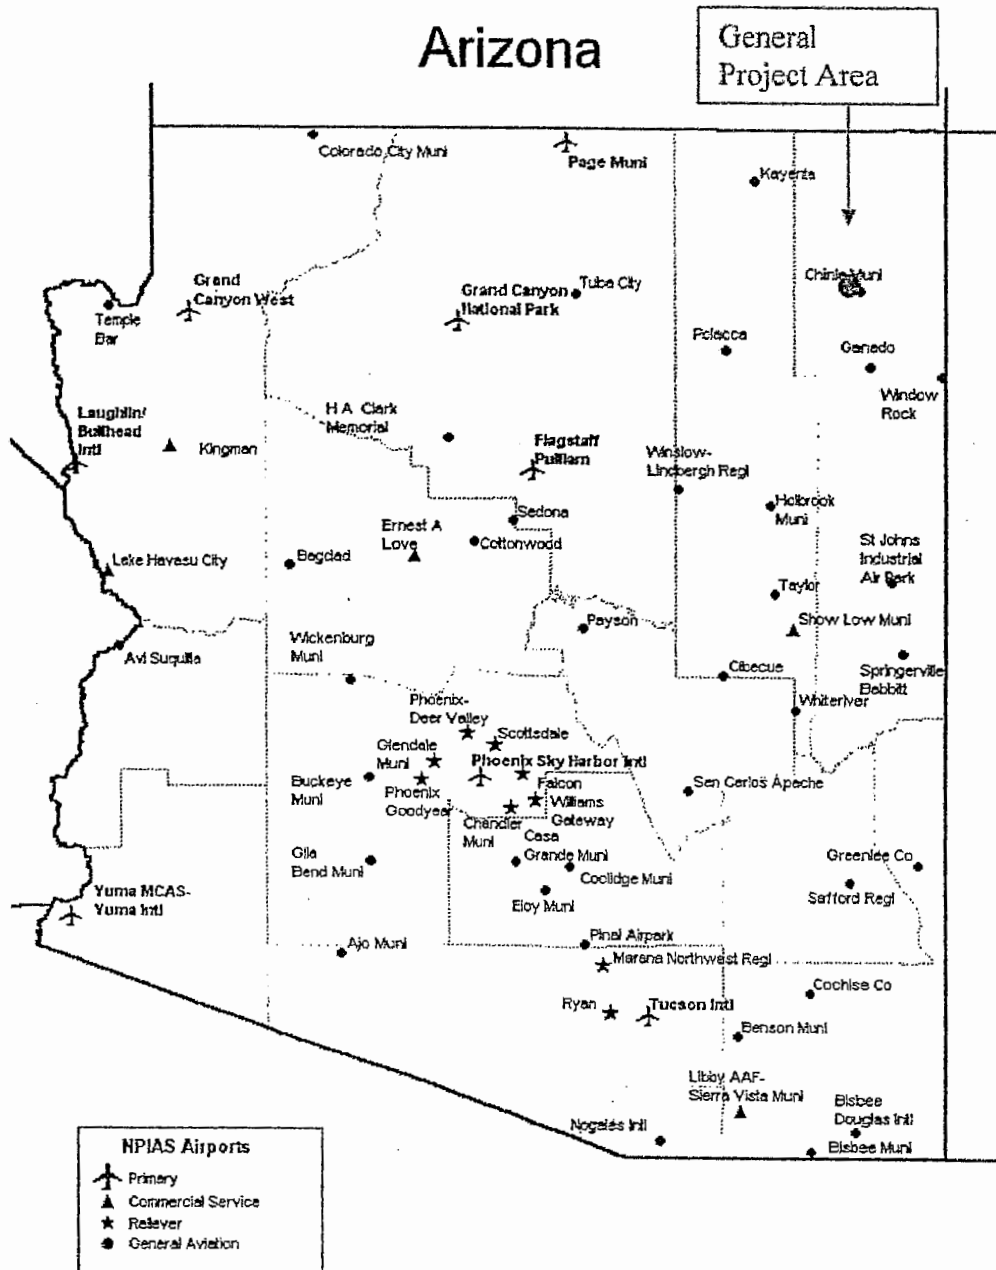 Arizona
General
Project Area
Colorado City Muni
Page Muni
Kayenta
Chinle Muni
Grand
Canyon West
Temple
Bar
Grand Canyon
National Park
Tuba City
Polacca
Ganado
Window
Rock
Laughlin/
Bullhead
Intl
Kingman
H A Clark
Memorial
Flagstaff
Pulliam
Winslow-
Lindbergh Regl
Holbrook
Muni
Sedona
Ernest A
Love
Cottonwood
Lake Havasu City
Bagdad
St Johns
Industrial
Air Park
Taylor
Payson
Show Low Muni
Avi Suquilla
Wickenburg
Muni
Cibecue
Springerville
Babbitt
Whiteriver
Phoenix-
Deer Valley
Scottsdale
Glendale
Muni
Phoenix Sky Harbor Intl
Buckeye
Muni
Phoenix
Goodyear
Falcon
Williams
Gateway
San Carlos Apache
Chandler
Muni
Casa
Grande Muni
Gila
Bend Muni
Coolidge Muni
Greenlee Co
Eloy Muni
Safford Regl
Yuma MCAS-
Yuma Intl
Ajo Muni
Pinal Airpark
Marana Northwest Regl
Cochise Co
Ryan
Tucson Intl
Benson Muni
Libby AAF-
Sierra Vista Muni
Bisbee
Douglas Intl
Nogales Intl
Bisbee Muni
NPIAS Airports
Primary
Commercial Service
Reliever
General Aviation